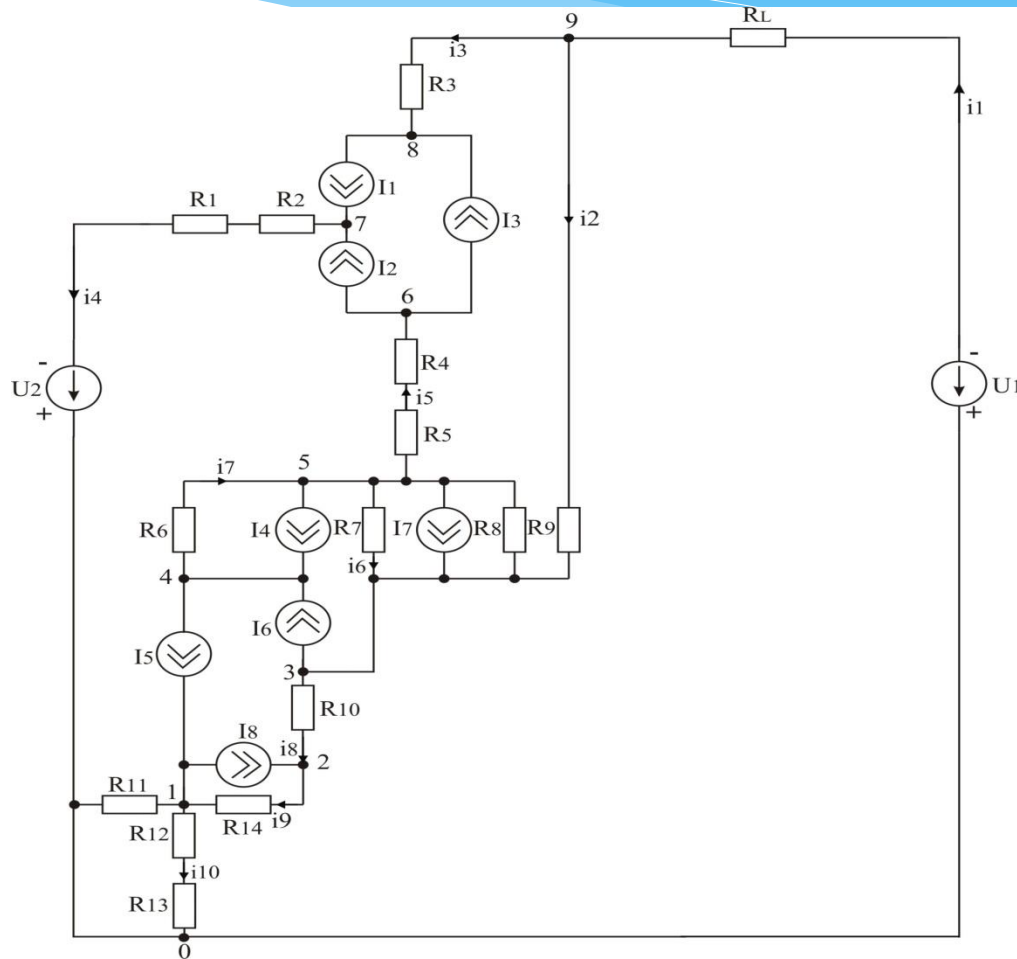 9
RL
i3
R3
i1
8
I1
R1
R2
7
I3
i2
I2
i4
6
-
-
R4
U2
U1
+
i5
+
R5
i7
5
R6
I4
R7
I7
R8
R9
i6
4
I6
I5
3
R10
I8
i8
2
R11
1
R12
R14
i9
i10
R13
0